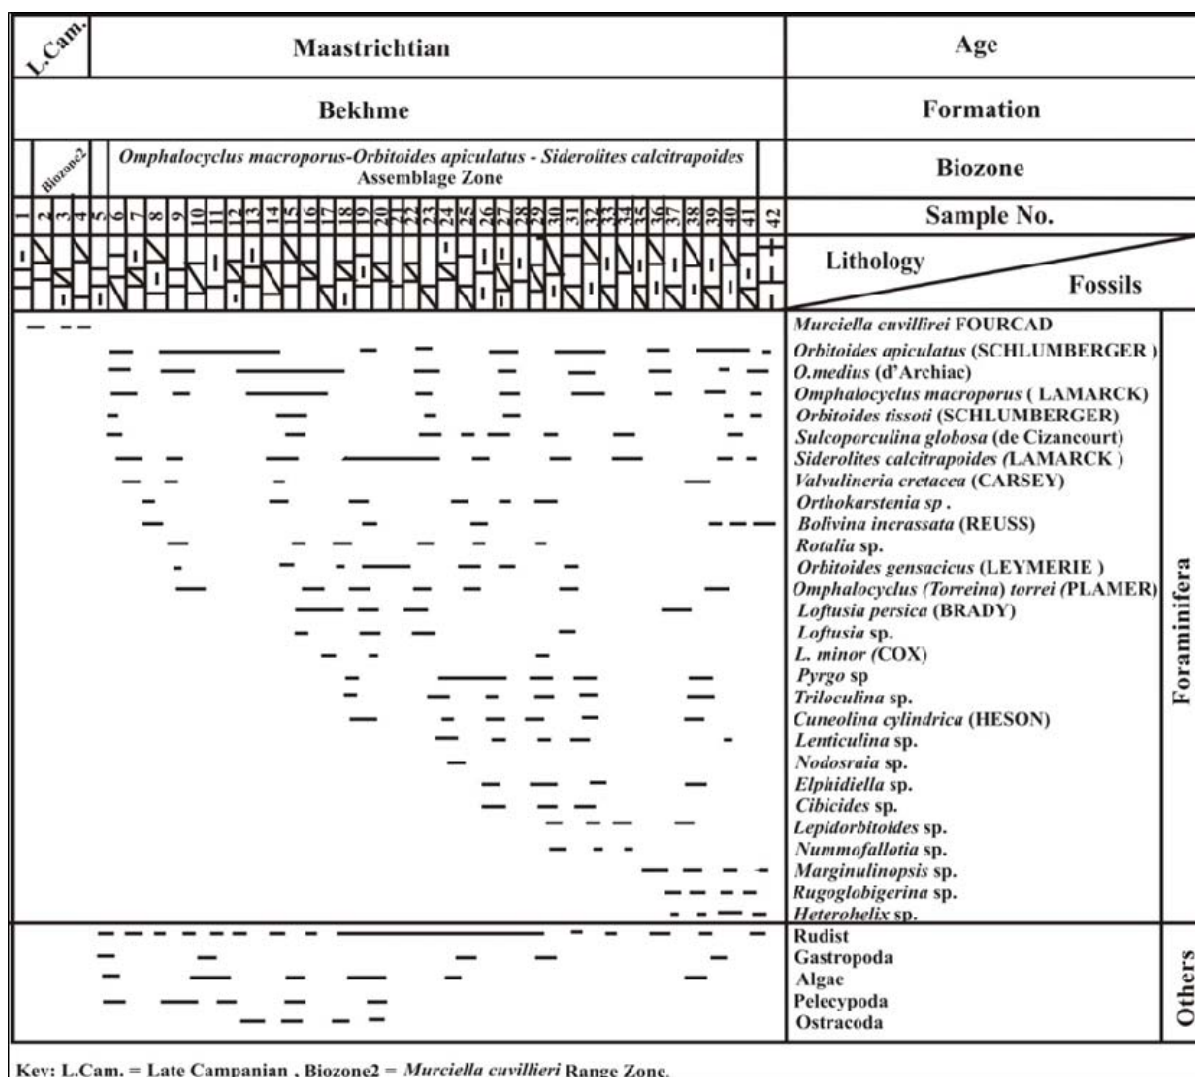 L.Cam.
Maastrichtian
Age
Bekhme
Formation
Biozone2
Omphalocyclus macroporus-Orbitoides apiculatus - Siderolites calcitrapoides
Assemblage Zone
Biozone
1 2 3 4 5 6 7 8 9 10 11 12 13 14 15 16 17 18 19 20 21 22 23 24 25 26 27 28 29 30 31 32 33 34 35 36 37 38 39 40 41 42
Sample No.
Lithology
Fossils
Murciella cuvillirei FOURCAD
Orbitoides apiculatus (SCHLUMBERGER )
O.medius (d'Archiac)
Omphalocyclus macroporus ( LAMARCK)
Orbitoides tissoti (SCHLUMBERGER)
Sulcoporculina globosa (de Cizancourt)
Siderolites calcitrapoides (LAMARCK )
Valvulineria cretacea (CARSEY)
Orthokarstenia sp .
Bolivina incrassata (REUSS)
Rotalia sp.
Orbitoides gensacicus (LEYMERIE )
Omphalocyclus (Torreina) torrei (PLAMER)
Loftusia persica (BRADY)
Loftusia sp.
L. minor (COX)
Pyrgo sp
Triloculina sp.
Cuneolina cylindrica (HESON)
Lenticulina sp.
Nodosraia sp.
Elphidiella sp.
Cibicides sp.
Lepidorbitoides sp.
Nummofallotia sp.
Marginulinopsis sp.
Rugoglobigerina sp.
Heterohelix sp.
Foraminifera
Rudist
Gastropoda
Algae
Pelecypoda
Ostracoda
Others
Key: L.Cam. = Late Campanian , Biozone2 = Murciella cuvillieri Range Zone.